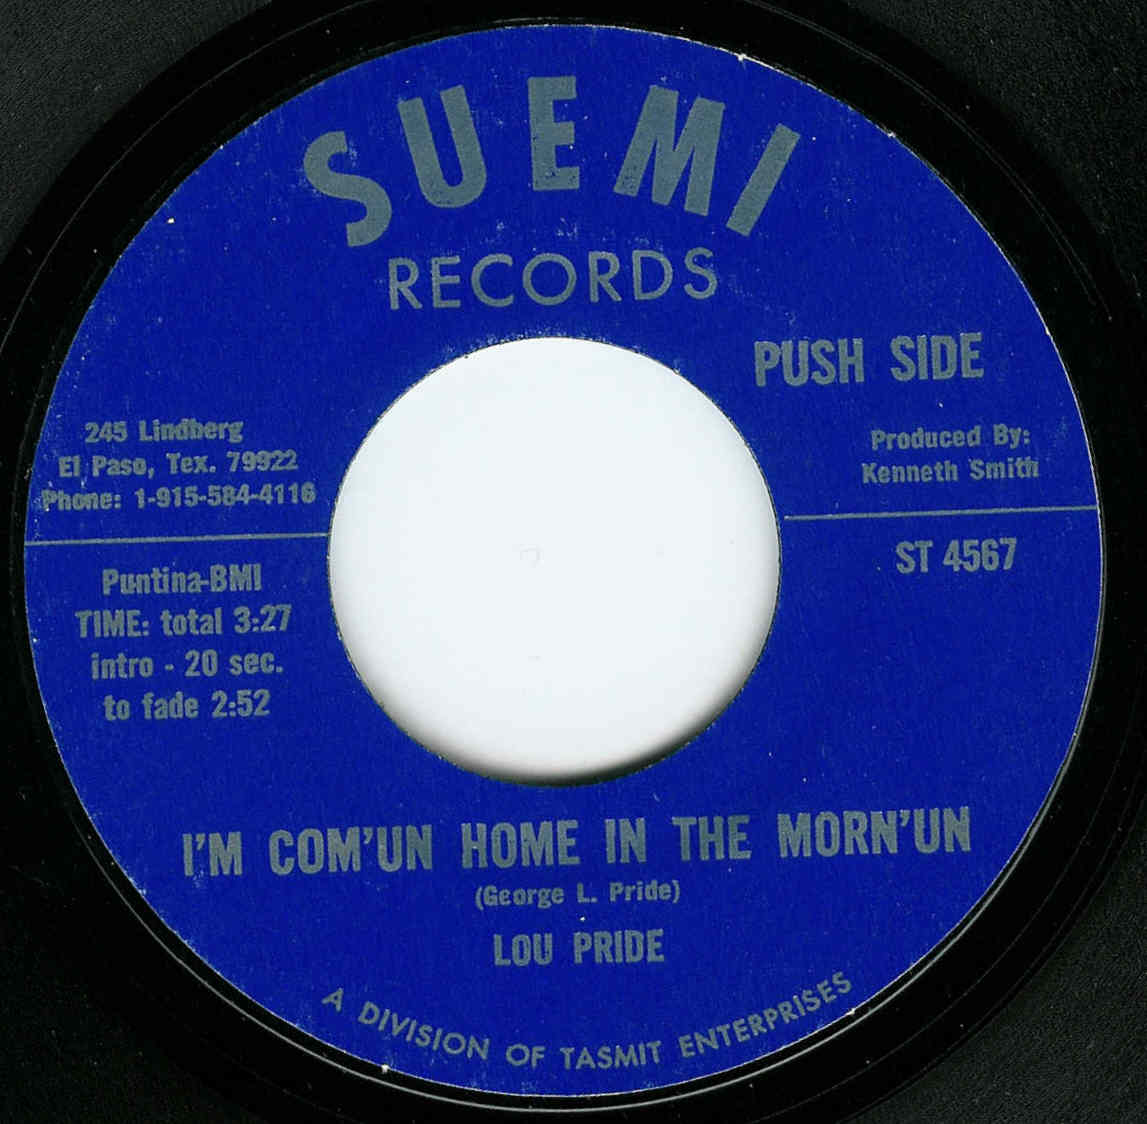 SUEMI
RECORDS
PUSH SIDE
245 Lindberg
El Paso, Tex. 79922
Phone: 1-915-584-4116
Produced By:
Kenneth Smith
Puntina-BMI
TIME: total 3:27
intro - 20 sec.
to fade 2:52
ST 4567
I'M COM'UN HOME IN THE MORN'UN
(George L. Pride)
LOU PRIDE
A DIVISION OF TASMIT ENTERPRISES